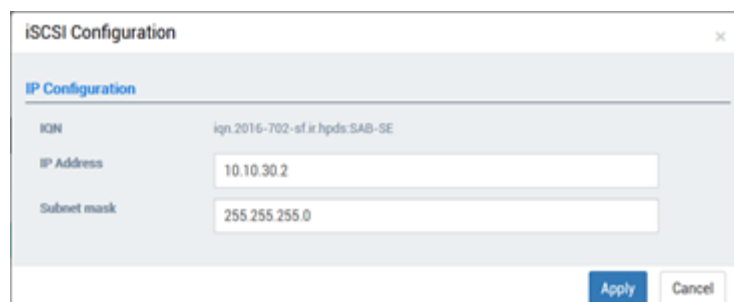 iSCSI Configuration
IP Configuration
IQN iqn.2016-702-sf.ir.hpds:SAB-SE
IP Address 10.10.30.2
Subnet mask 255.255.255.0
Apply Cancel